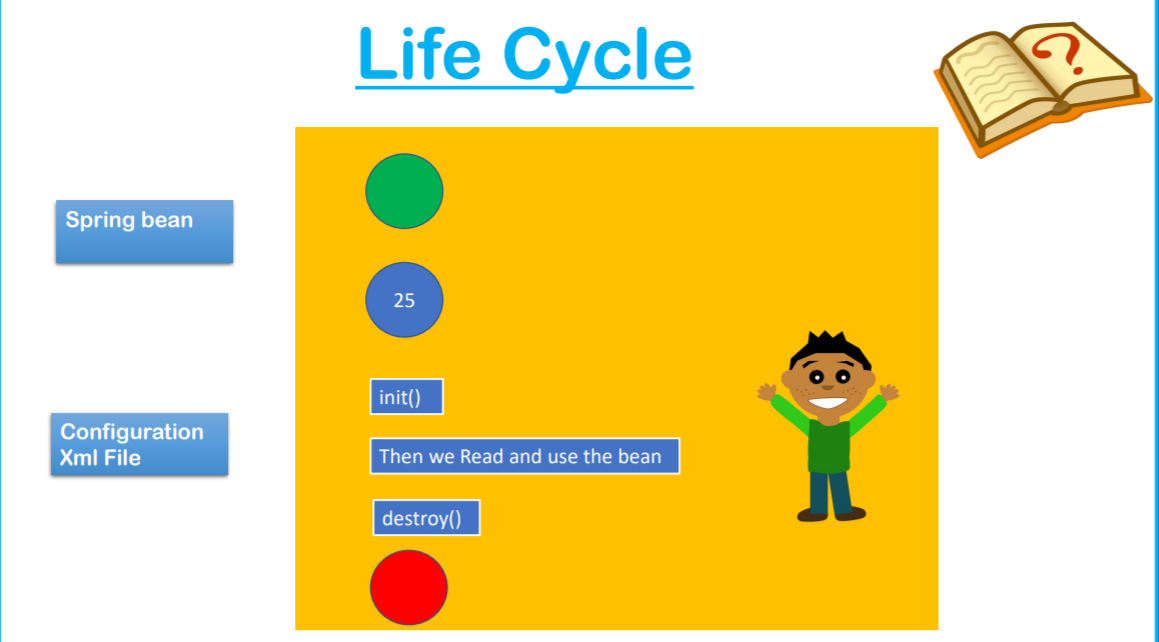 Life Cycle
?
Spring bean
25
init()
Configuration
Xml File
Then we Read and use the bean
destroy()